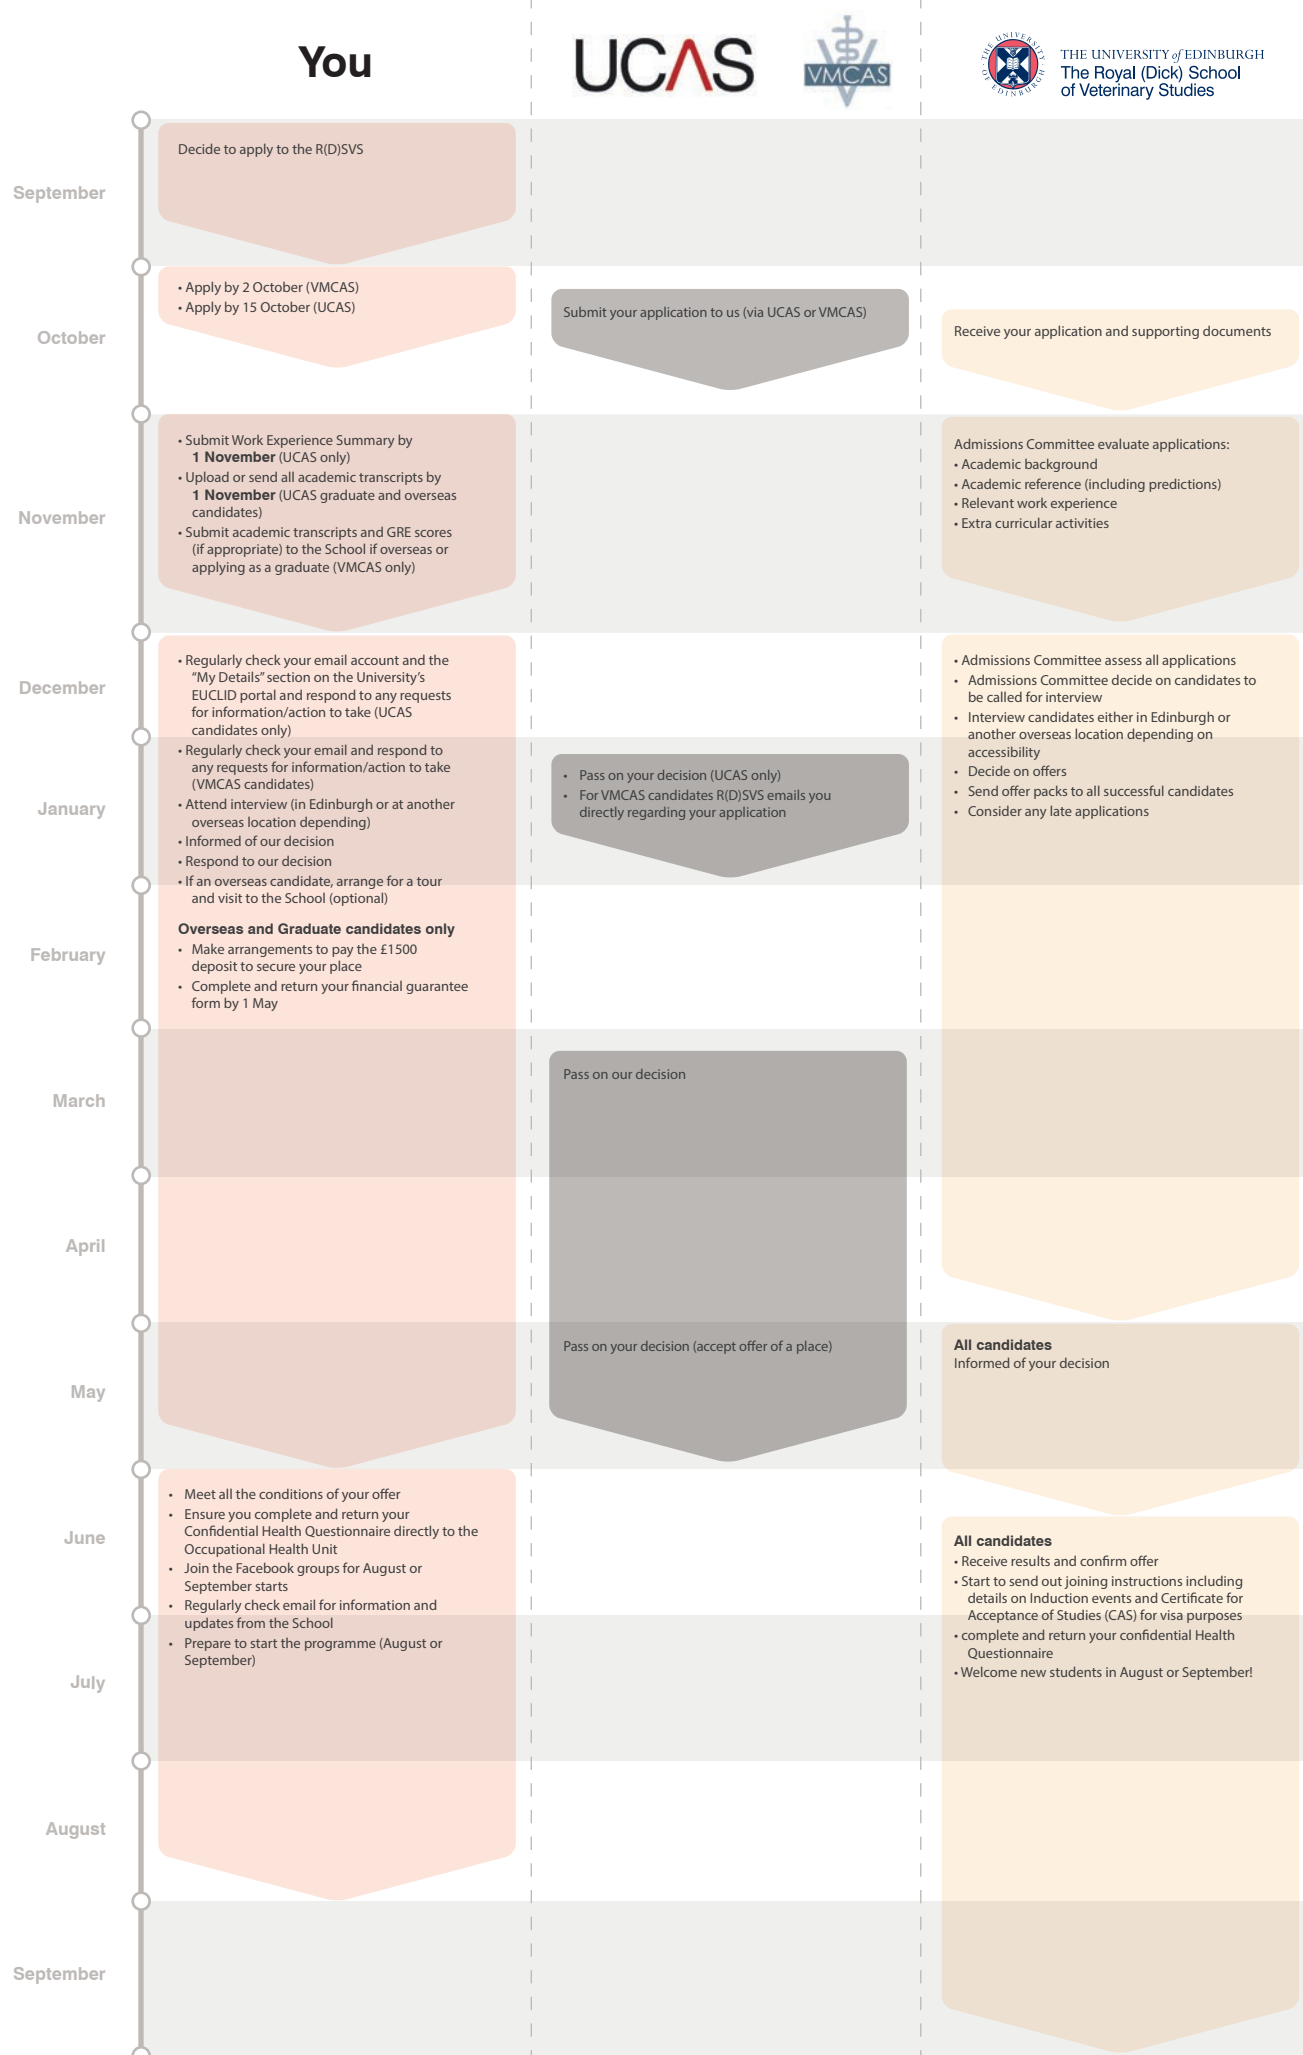 You
UCAS
VMCAS
THE UNIVERSITY OF EDINBURGH
THE UNIVERSITY of EDINBURGH
The Royal (Dick) School
of Veterinary Studies
September
Decide to apply to the R(D)SVS
October
• Apply by 2 October (VMCAS)
• Apply by 15 October (UCAS)
Submit your application to us (via UCAS or VMCAS)
Receive your application and supporting documents
November
• Submit Work Experience Summary by
1 November (UCAS only)
• Upload or send all academic transcripts by
1 November (UCAS graduate and overseas
candidates)
• Submit academic transcripts and GRE scores
(if appropriate) to the School if overseas or
applying as a graduate (VMCAS only)
Admissions Committee evaluate applications:
• Academic background
• Academic reference (including predictions)
• Relevant work experience
• Extra curricular activities
December
January
February
March
April
May
• Regularly check your email account and the
“My Details” section on the University’s
EUCLID portal and respond to any requests
for information/action to take (UCAS
candidates only)
• Regularly check your email and respond to
any requests for information/action to take
(VMCAS candidates)
• Attend interview (in Edinburgh or at another
overseas location depending)
• Informed of our decision
• Respond to our decision
• If an overseas candidate, arrange for a tour
and visit to the School (optional)
Overseas and Graduate candidates only
• Make arrangements to pay the £1500
deposit to secure your place
• Complete and return your financial guarantee
form by 1 May
• Pass on your decision (UCAS only)
• For VMCAS candidates R(D)SVS emails you
directly regarding your application
Pass on our decision
Pass on your decision (accept offer of a place)
• Admissions Committee assess all applications
• Admissions Committee decide on candidates to
be called for interview
• Interview candidates either in Edinburgh or
another overseas location depending on
accessibility
• Decide on offers
• Send offer packs to all successful candidates
• Consider any late applications
All candidates
Informed of your decision
June
July
August
September
• Meet all the conditions of your offer
• Ensure you complete and return your
Confidential Health Questionnaire directly to the
Occupational Health Unit
• Join the Facebook groups for August or
September starts
• Regularly check email for information and
updates from the School
• Prepare to start the programme (August or
September)
All candidates
• Receive results and confirm offer
• Start to send out joining instructions including
details on Induction events and Certificate for
Acceptance of Studies (CAS) for visa purposes
• complete and return your confidential Health
Questionnaire
• Welcome new students in August or September!